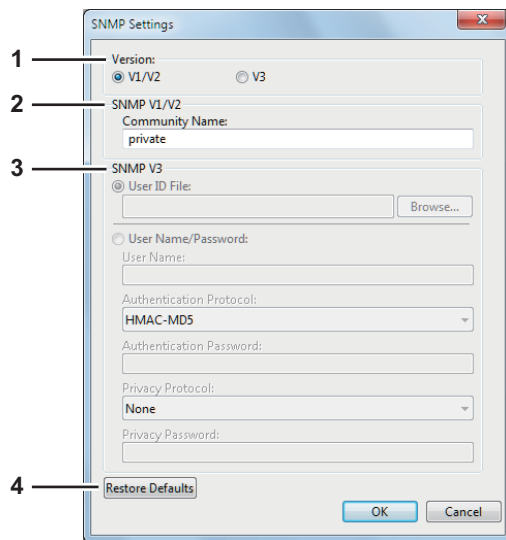 SNMP Settings
1
Version:
V1/V2 V3
2
SNMP V1/V2
Community Name:
private
3
SNMP V3
User ID File:
Browse...
User Name/Password:
User Name:
Authentication Protocol:
HMAC-MD5
Authentication Password:
Privacy Protocol:
None
Privacy Password:
4
Restore Defaults
OK Cancel